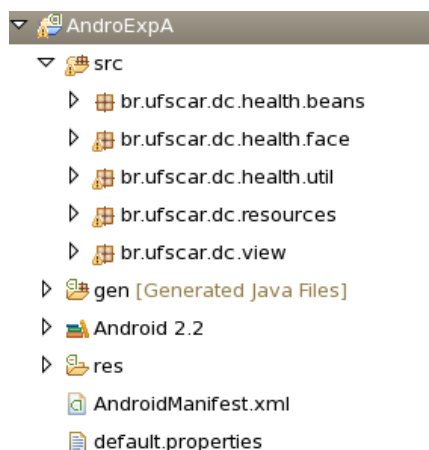 AndroExpA
src
br.ufscar.dc.health.beans
br.ufscar.dc.health.face
br.ufscar.dc.health.util
br.ufscar.dc.resources
br.ufscar.dc.view
gen [Generated Java Files]
Android 2.2
res
AndroidManifest.xml
default.properties